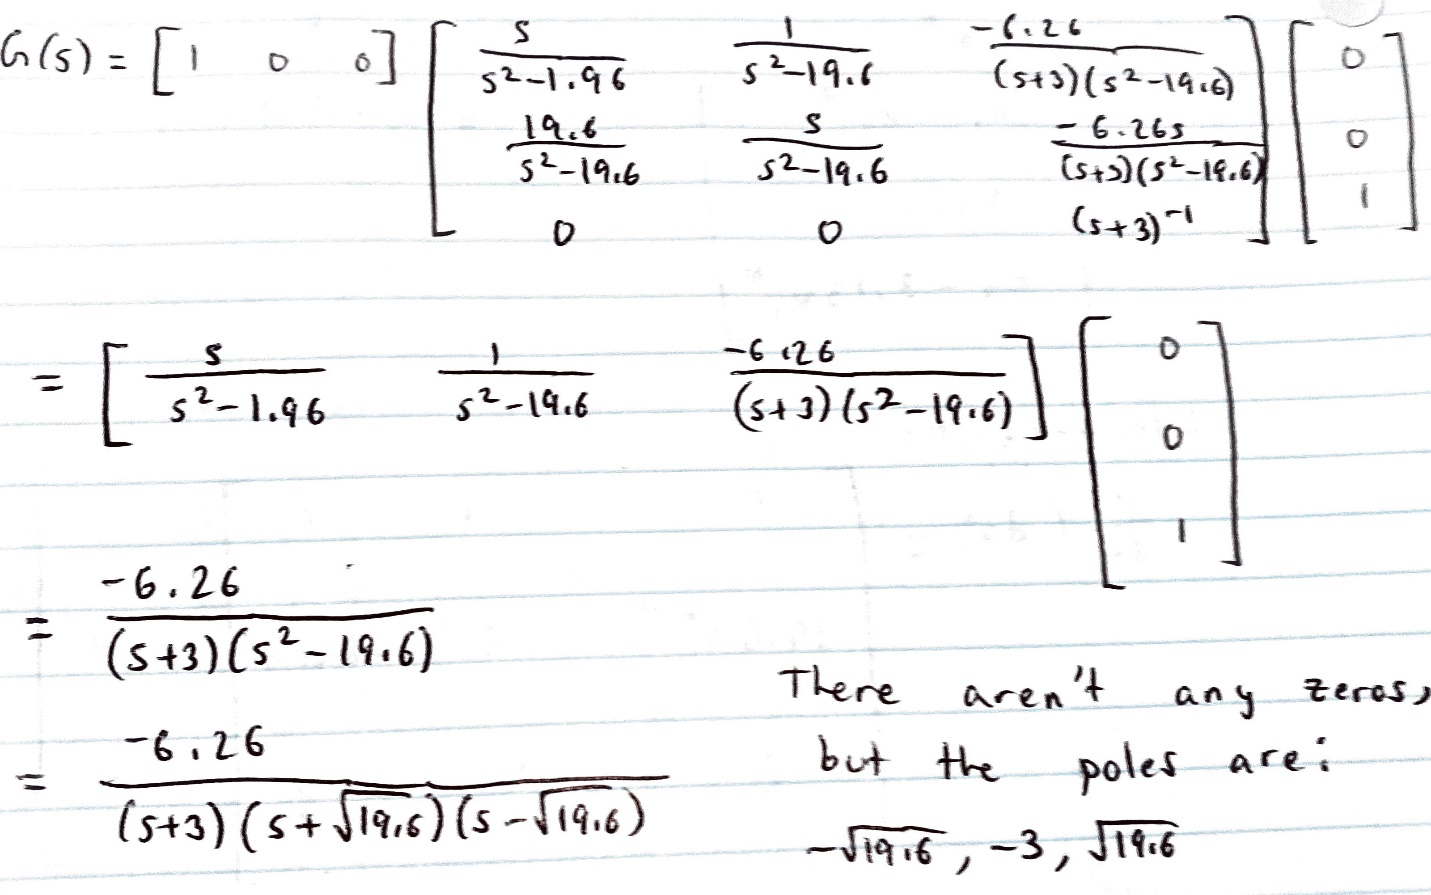 G(s) = [ 1 0 0 ] [ s/(s²-1.96) 1/(s²-19.6) -6.26/((s+3)(s²-19.6)) ] [ 0 ]
19.6/(s²-19.6) s/(s²-19.6) -6.26s/((s+3)(s²-19.6)) 0
0 0 (s+3)⁻¹ 1
= [ s/(s²-1.96) 1/(s²-19.6) -6.26/((s+3)(s²-19.6)) ] [ 0
0
1 ]
= -6.26/((s+3)(s²-19.6))
= -6.26/((s+3)(s+√19.6)(s-√19.6))
There aren't any zeros,
but the poles are:
-√19.6, -3, √19.6